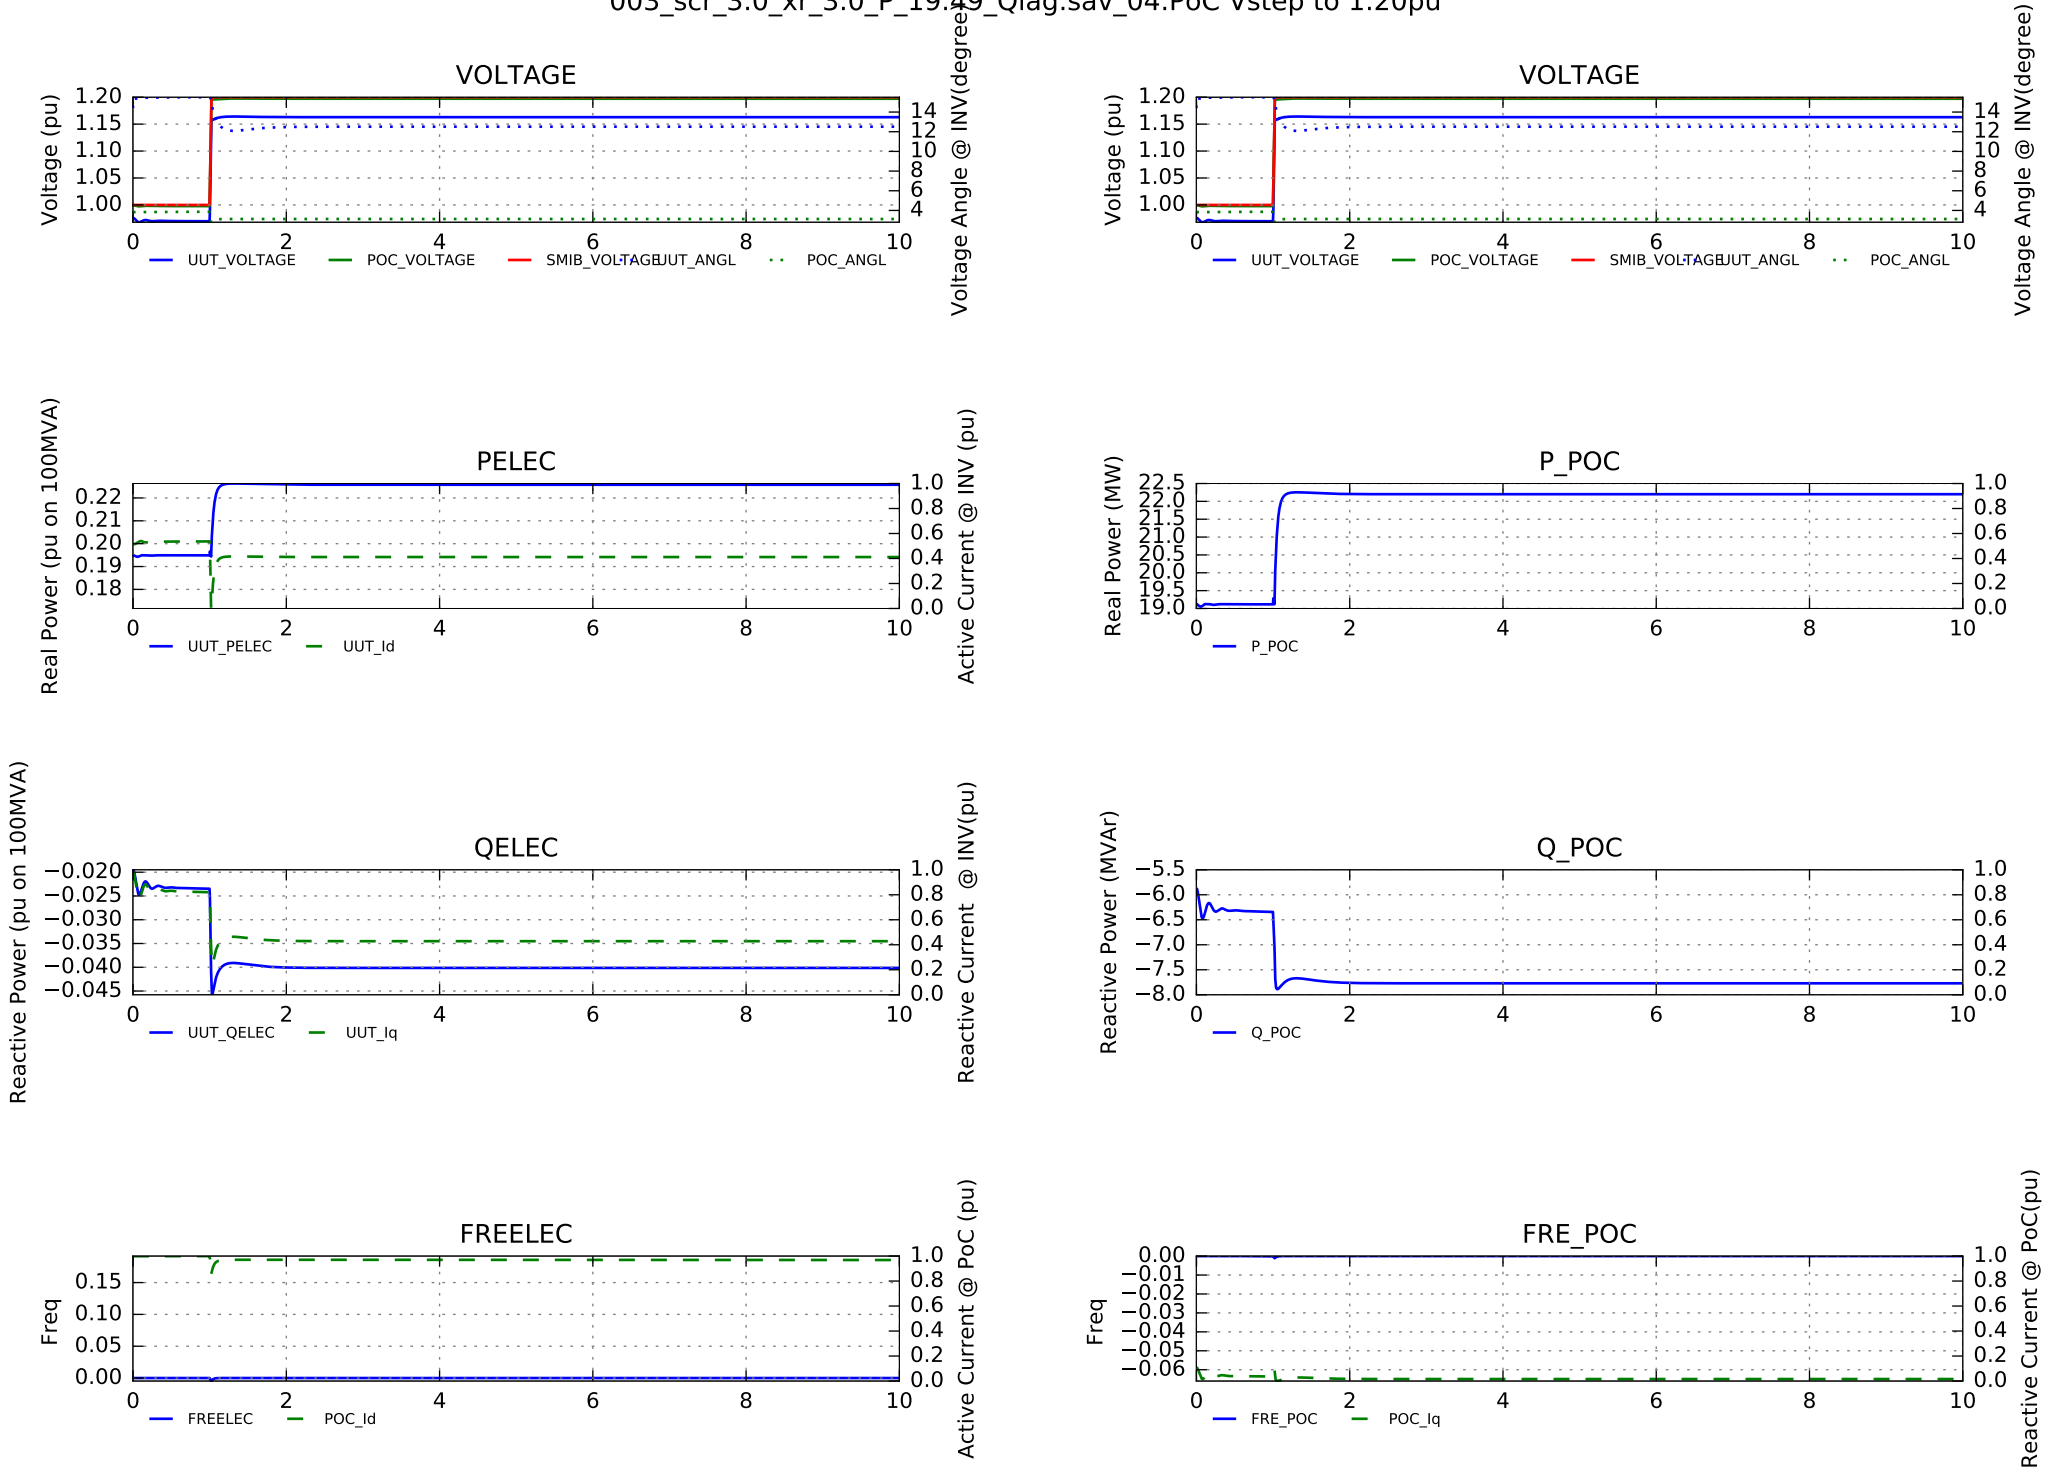 003_scr_3.0_xr_3.0_P_19.49_Qlag.sav_04.PoC Vstep to 1.20pu
VOLTAGE
Voltage (pu)
1.20
1.15
1.10
1.05
1.00
14
12
10
8
6
4
Voltage Angle @ INV(degree)
0 2 4 6 8 10
UUT_VOLTAGE POC_VOLTAGE SMIB_VOLTAGE UUT_ANGL POC_ANGL
VOLTAGE
Voltage (pu)
1.20
1.15
1.10
1.05
1.00
14
12
10
8
6
4
Voltage Angle @ INV(degree)
0 2 4 6 8 10
UUT_VOLTAGE POC_VOLTAGE SMIB_VOLTAGE UUT_ANGL POC_ANGL
PELEC
Real Power (pu on 100MVA)
0.22
0.21
0.20
0.19
0.18
1.0
0.8
0.6
0.4
0.2
0.0
Active Current @ INV (pu)
0 2 4 6 8 10
UUT_PELEC UUT_Id
P_POC
Real Power (MW)
22.5
22.0
21.5
21.0
20.5
20.0
19.5
19.0
1.0
0.8
0.6
0.4
0.2
0.0
0 2 4 6 8 10
P_POC
QELEC
Reactive Power (pu on 100MVA)
−0.020
−0.025
−0.030
−0.035
−0.040
−0.045
1.0
0.8
0.6
0.4
0.2
0.0
Reactive Current @ INV(pu)
0 2 4 6 8 10
UUT_QELEC UUT_Iq
Q_POC
Reactive Power (MVAr)
−5.5
−6.0
−6.5
−7.0
−7.5
−8.0
1.0
0.8
0.6
0.4
0.2
0.0
0 2 4 6 8 10
Q_POC
FREELEC
Freq
0.15
0.10
0.05
0.00
1.0
0.8
0.6
0.4
0.2
0.0
Active Current @ PoC (pu)
0 2 4 6 8 10
FREELEC POC_Id
FRE_POC
Freq
0.00
−0.01
−0.02
−0.03
−0.04
−0.05
−0.06
1.0
0.8
0.6
0.4
0.2
0.0
Reactive Current @ PoC(pu)
0 2 4 6 8 10
FRE_POC POC_Iq